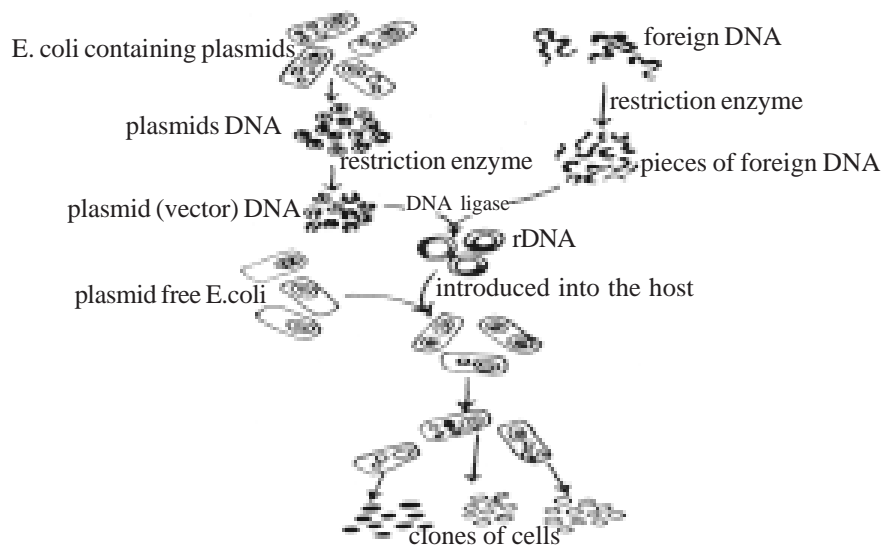 E. coli containing plasmids
foreign DNA
restriction enzyme
plasmids DNA
restriction enzyme
pieces of foreign DNA
plasmid (vector) DNA
DNA ligase
rDNA
plasmid free E.coli
introduced into the host
clones of cells